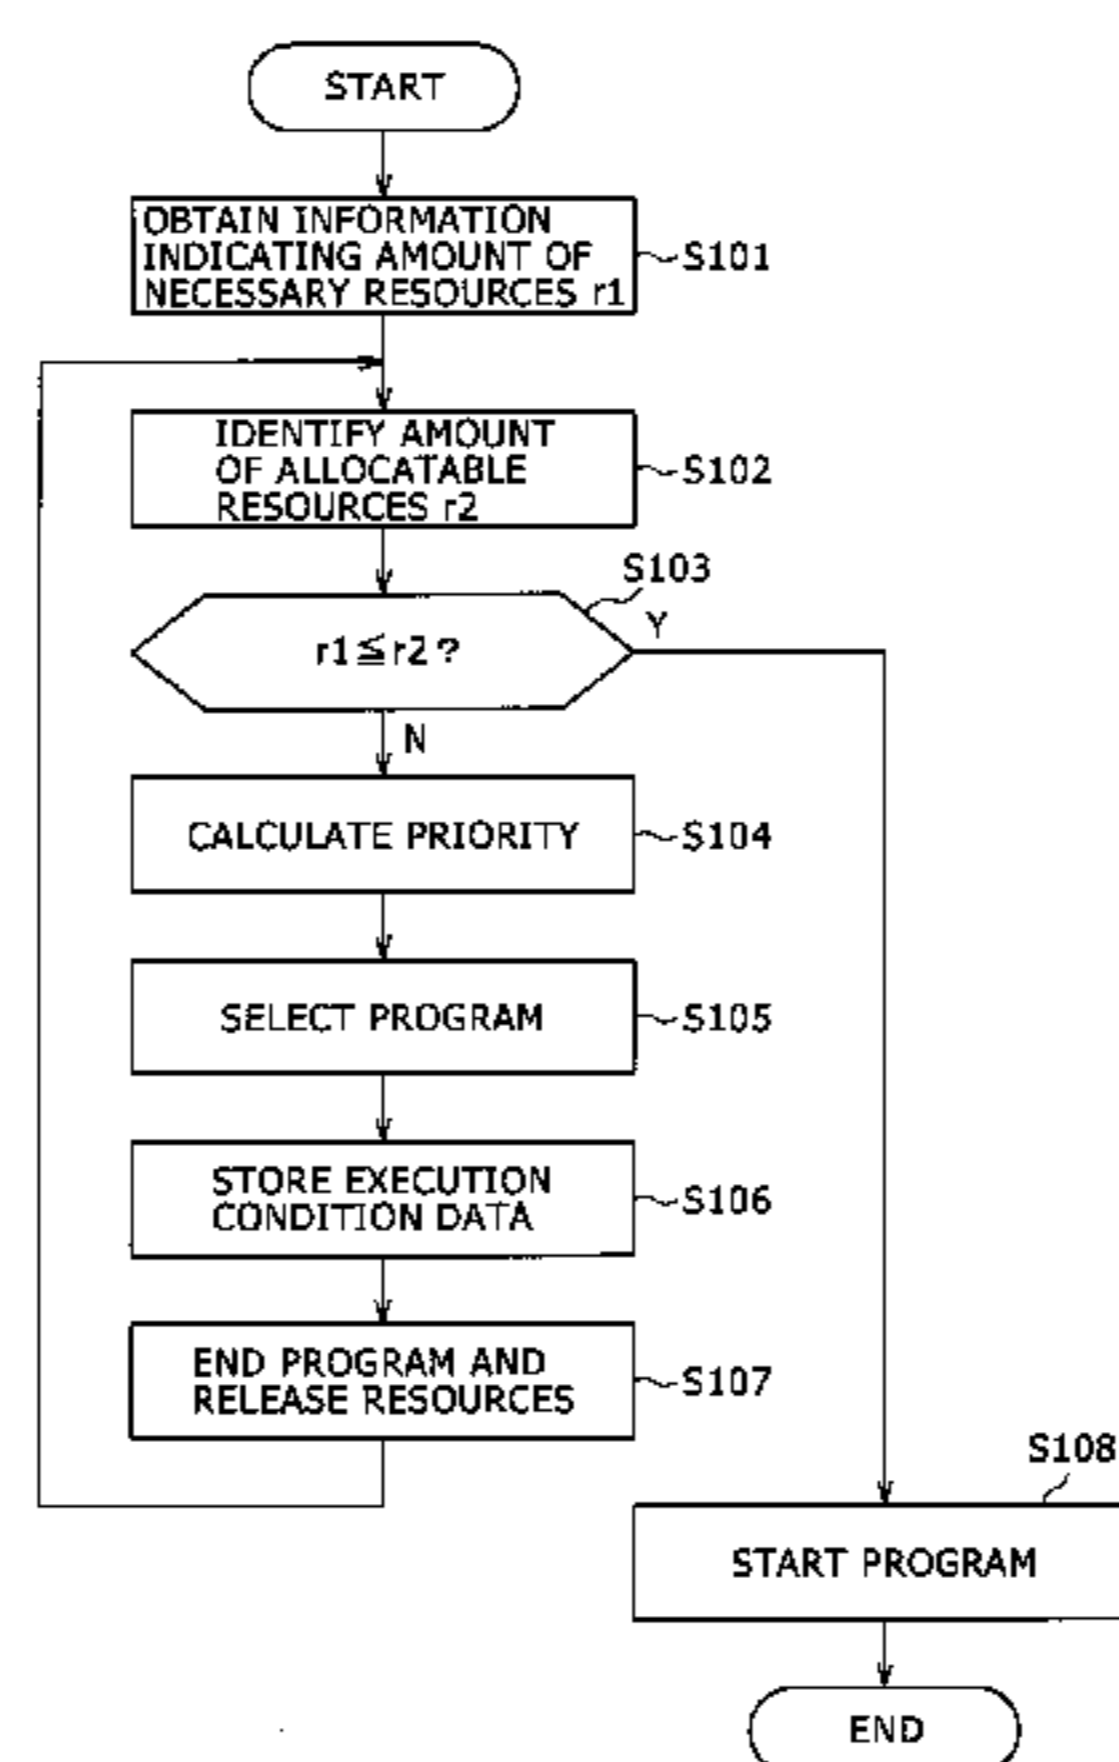 START
OBTAIN INFORMATION
INDICATING AMOUNT OF
NECESSARY RESOURCES r1
S101
IDENTIFY AMOUNT
OF ALLOCATABLE
RESOURCES r2
S102
S103
r1≦r2?
Y
N
CALCULATE PRIORITY
S104
SELECT PROGRAM
S105
STORE EXECUTION
CONDITION DATA
S106
END PROGRAM AND
RELEASE RESOURCES
S107
S108
START PROGRAM
END